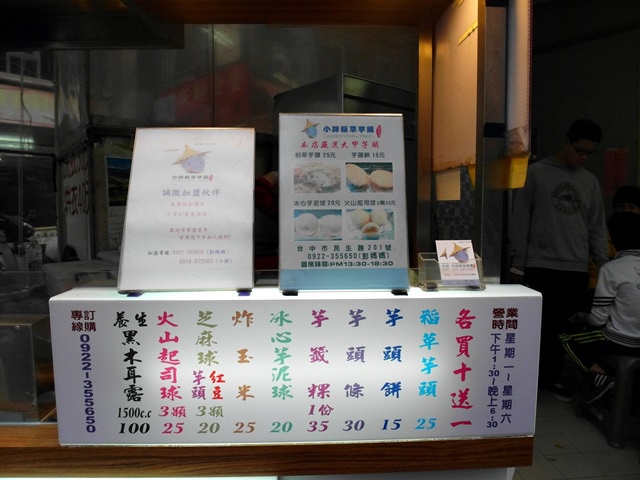 誠徵加盟伙伴
小胖稻草芋頭
本店嚴選大甲芋頭
稻草芋頭 25元
芋頭餅 15元
冰心芋泥球 20元
火山起司球3顆25元
台中市民生路201號
0922-355650(彭媽媽)
營業時間:PM13:30-18:30
營業時間
星期一~星期六
下午1:30~晚上6:30
各買十送一
稻草芋頭 25
芋頭餅 15
芋頭條 30
芋籤粿 1份 35
冰心芋泥球 20
炸玉米 25
芝麻球 芋頭 紅豆 3顆 20
火山起司球 3顆 25
養生黑木耳露 1500c.c 100
訂購專線 0922-355650